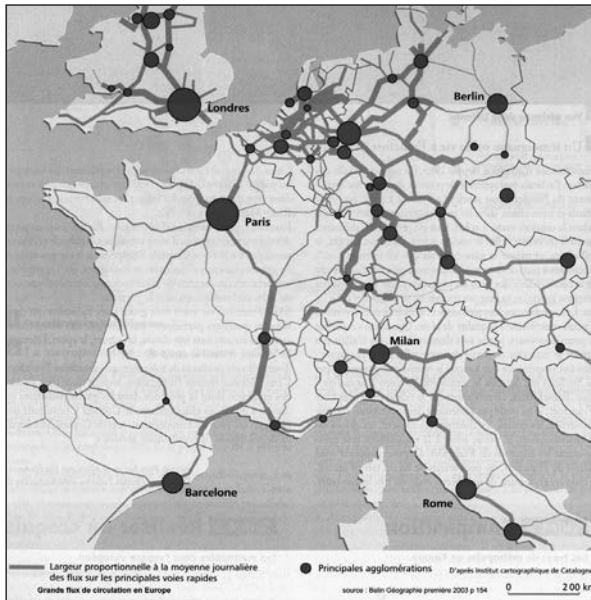 Londres
Berlin
Paris
Milan
Barcelone
Rome
Largeur proportionnelle à la moyenne journalière
des flux sur les principales voies rapides
Principales agglomérations
D'après Institut cartographique de Catalogne
Grands flux de circulation en Europe
source : Belin Géographie première 2003 p 154
0 200 km